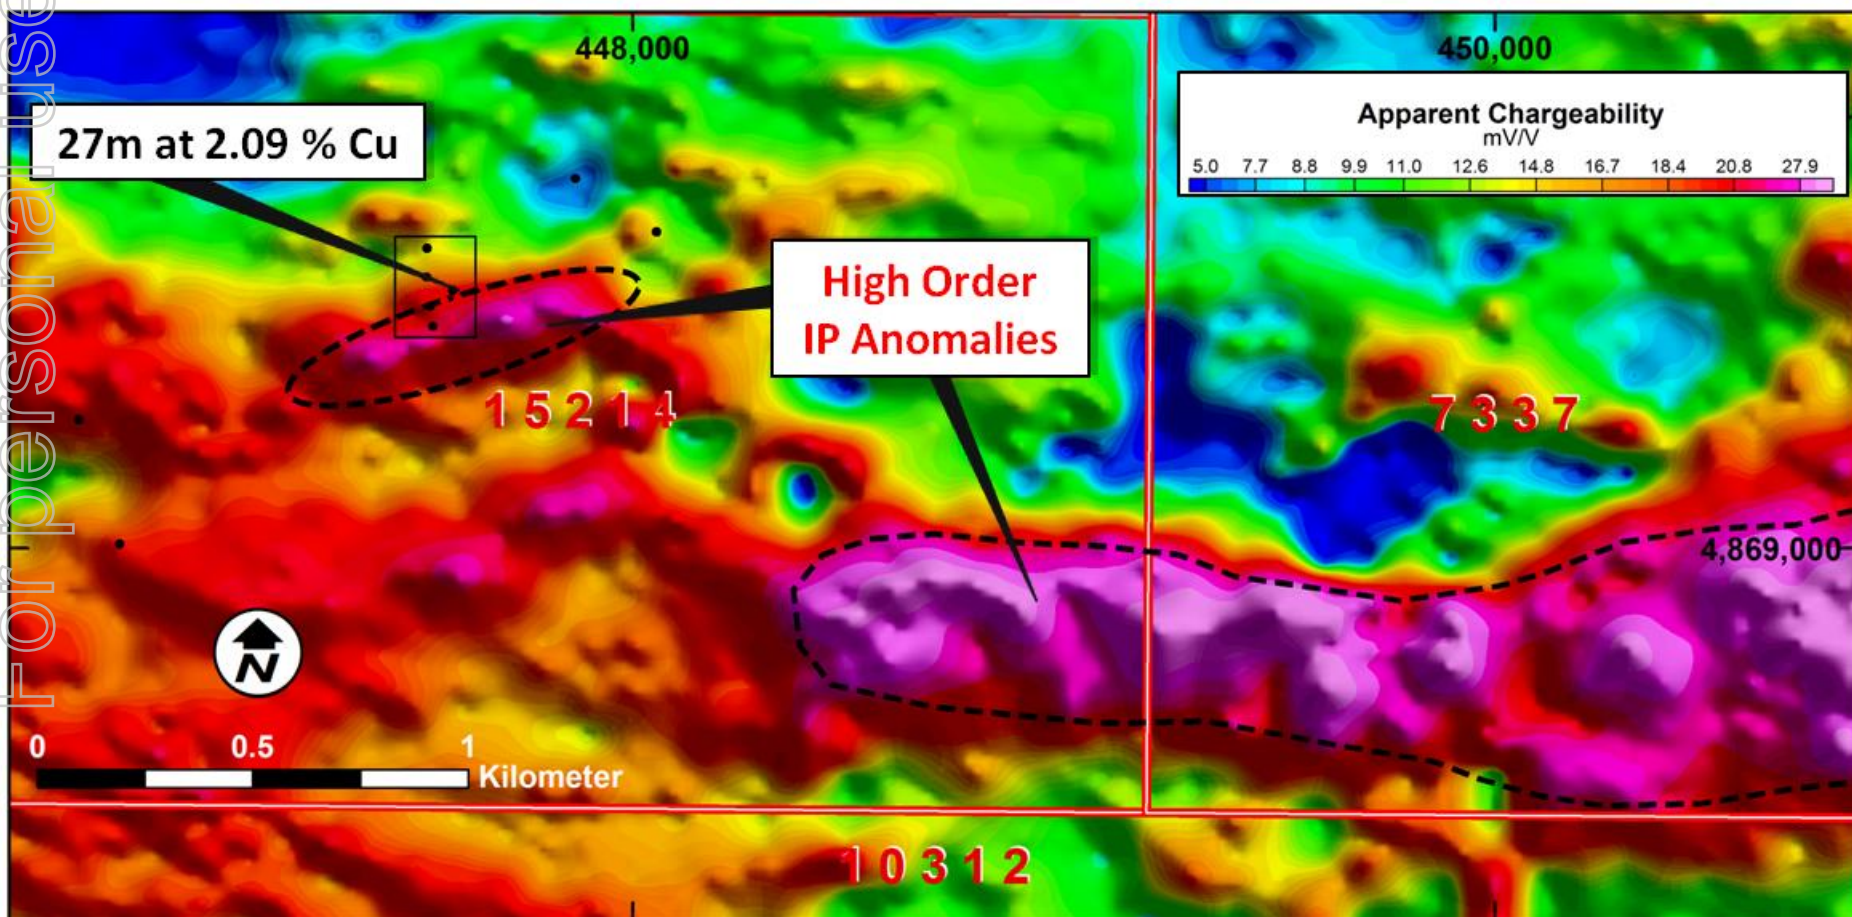 For personal use
448,000
450,000
27m at 2.09 % Cu
Apparent Chargeability
mV/V
5.0 7.7 8.8 9.9 11.0 12.6 14.8 16.7 18.4 20.8 27.9
High Order
IP Anomalies
15214
7337
4,869,000
N
0 0.5 1
Kilometer
10312